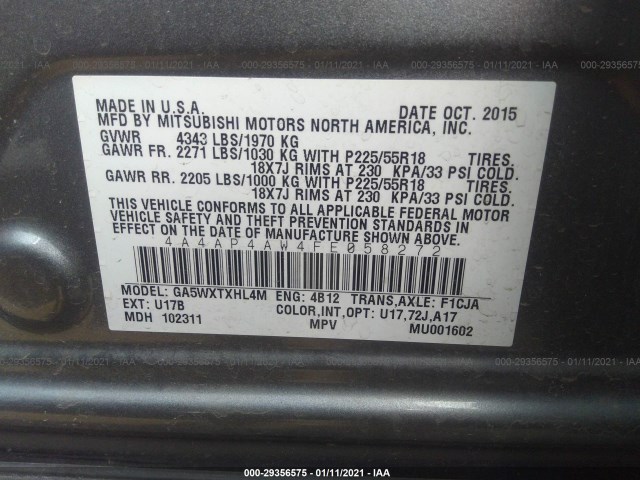 000-29356575 · 01/11/2021 · IAA
MADE IN U.S.A. DATE OCT. 2015
MFD BY MITSUBISHI MOTORS NORTH AMERICA, INC.
GVWR 4343 LBS/1970 KG
GAWR FR. 2271 LBS/1030 KG WITH P225/55R18 TIRES.
18X7J RIMS AT 230 KPA/33 PSI COLD.
GAWR RR. 2205 LBS/1000 KG WITH P225/55R18 TIRES.
18X7J RIMS AT 230 KPA/33 PSI COLD.
THIS VEHICLE CONFORMS TO ALL APPLICABLE FEDERAL MOTOR
VEHICLE SAFETY AND THEFT PREVENTION STANDARDS IN
EFFECT ON THE DATE OF MANUFACTURE SHOWN ABOVE.
4A4AP4AW4FE058272
MODEL: GA5WXTXHL4M ENG: 4B12 TRANS,AXLE: F1CJA
EXT: U17B COLOR,INT,OPT: U17,72J,A17
MDH 102311 MPV MU001602
000-29356575 · 01/11/2021 · IAA